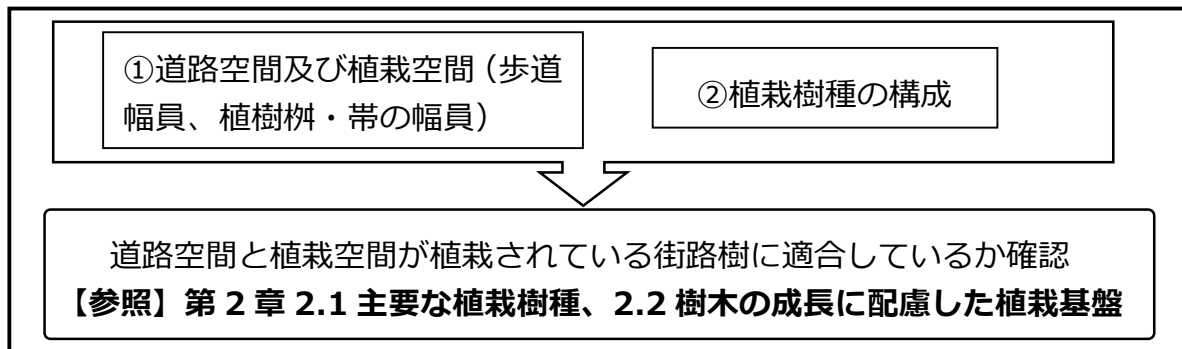 ①道路空間及び植栽空間（歩道
幅員、植樹桝・帯の幅員）
②植栽樹種の構成
道路空間と植栽空間が植栽されている街路樹に適合しているか確認
【参照】第2章2.1主要な植栽樹種、2.2樹木の成長に配慮した植栽基盤